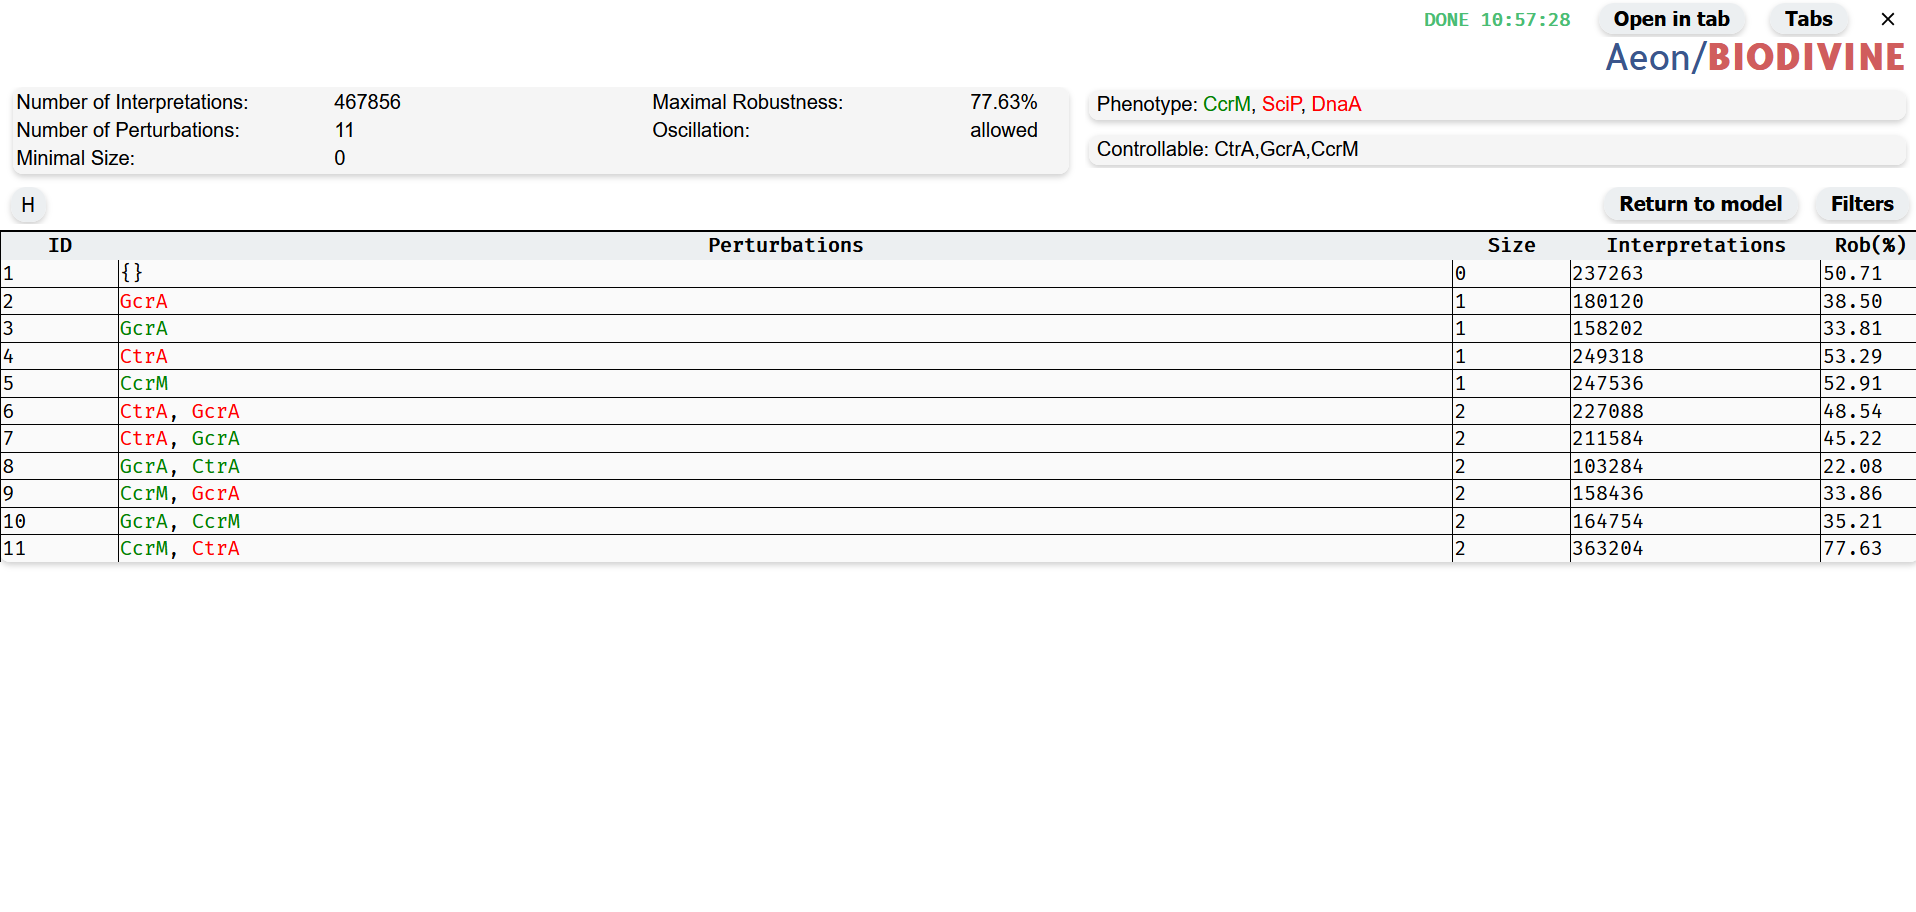 DONE 10:57:28 Open in tab Tabs ×
Aeon/BIODIVINE
Number of Interpretations: 467856 Maximal Robustness: 77.63%
Number of Perturbations: 11 Oscillation: allowed
Minimal Size: 0
Phenotype: CcrM, SciP, DnaA
Controllable: CtrA,GcrA,CcrM
H Return to model Filters
ID Perturbations Size Interpretations Rob(%)
1 {} 0 237263 50.71
2 GcrA 1 180120 38.50
3 GcrA 1 158202 33.81
4 CtrA 1 249318 53.29
5 CcrM 1 247536 52.91
6 CtrA, GcrA 2 227088 48.54
7 CtrA, GcrA 2 211584 45.22
8 GcrA, CtrA 2 103284 22.08
9 CcrM, GcrA 2 158436 33.86
10 GcrA, CcrM 2 164754 35.21
11 CcrM, CtrA 2 363204 77.63